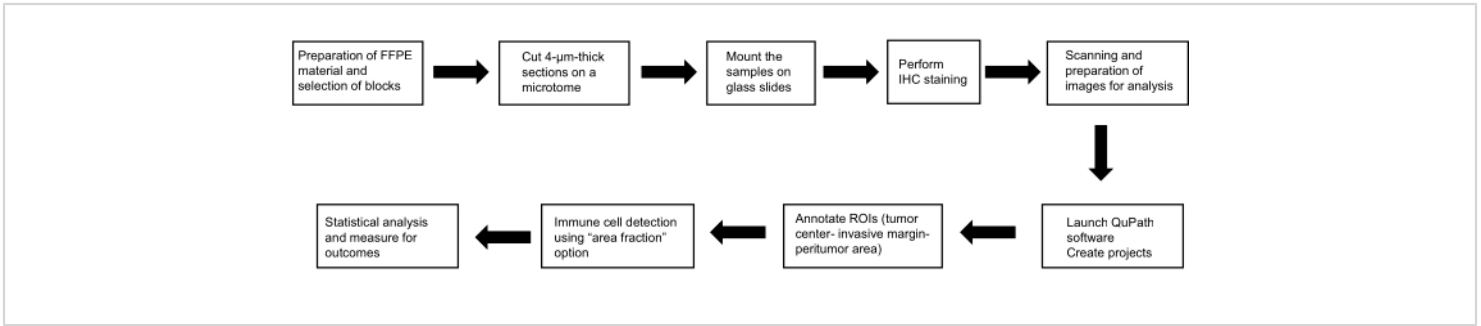 Preparation of FFPE
material and
selection of blocks
Cut 4-µm-thick
sections on a
microtome
Mount the
samples on
glass slides
Perform
IHC staining
Scanning and
preparation of
images for analysis
Launch QuPath
software
Create projects
Annotate ROIs (tumor
center- invasive margin-
peritumor area)
Immune cell detection
using “area fraction”
option
Statistical analysis
and measure for
outcomes